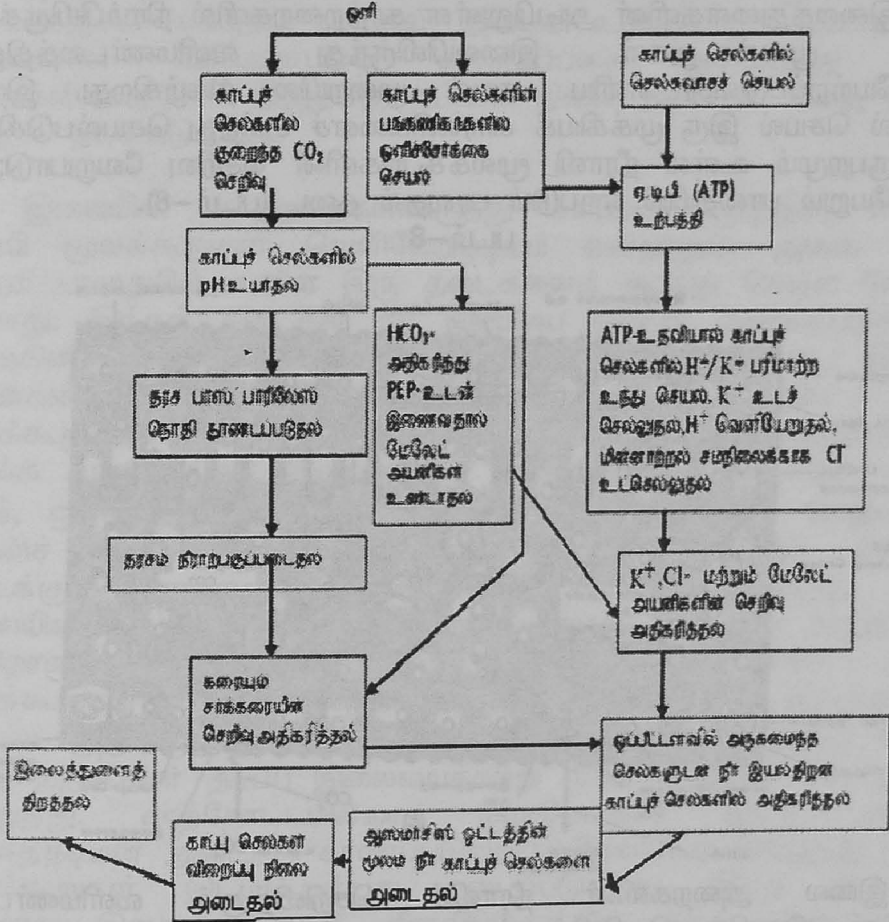 ஒளி
காப்புச்
செல்களில்
குறைந்த CO₂
செறிவு
காப்புச் செல்களின்
பசுங்கணிகங்களில்
ஒளிச்சேர்க்கை
செயல்
காப்புச் செல்களில்
செல்சுவாசச் செயல்
ஏ.டி.பி (ATP)
உற்பத்தி
காப்புச் செல்களில்
pH உயர்தல்
HCO₃-
அதிகரித்து
PEP-உடன்
இணைவதால்
மேலேட்
அயனிகள்
உண்டாதல்
ATP-உதவியால் காப்புச்
செல்களில் H⁺/K⁺ பரிமாற்ற
உந்து செயல், K⁺ உட்
செல்லுதல், H⁺ வெளியேறுதல்,
மின்னாற்றல் சமநிலைக்காக Cl⁻
உட்செல்லுதல்
தரச பாஸ்பாரிலேஸ்
நொதி தூண்டப்படுதல்
தரசம் நீராற்பகுப்படைதல்
K⁺, Cl- மற்றும் மேலேட்
அயனிகளின் செறிவு
அதிகரித்தல்
கரையும்
சர்க்கரையின்
செறிவு அதிகரித்தல்
ஒப்பீட்டளவில் அருகமைந்த
செல்களுடன் நீர் இயல்திறன்
காப்புச் செல்களில் அதிகரித்தல்
இலைத்துளைத்
திறத்தல்
காப்பு செல்கள்
விறைப்பு நிலை
அடைதல்
ஆஸ்மாசிஸ் ஓட்டத்தின்
மூலம் நீர் காப்புச் செல்களை
அடைதல்